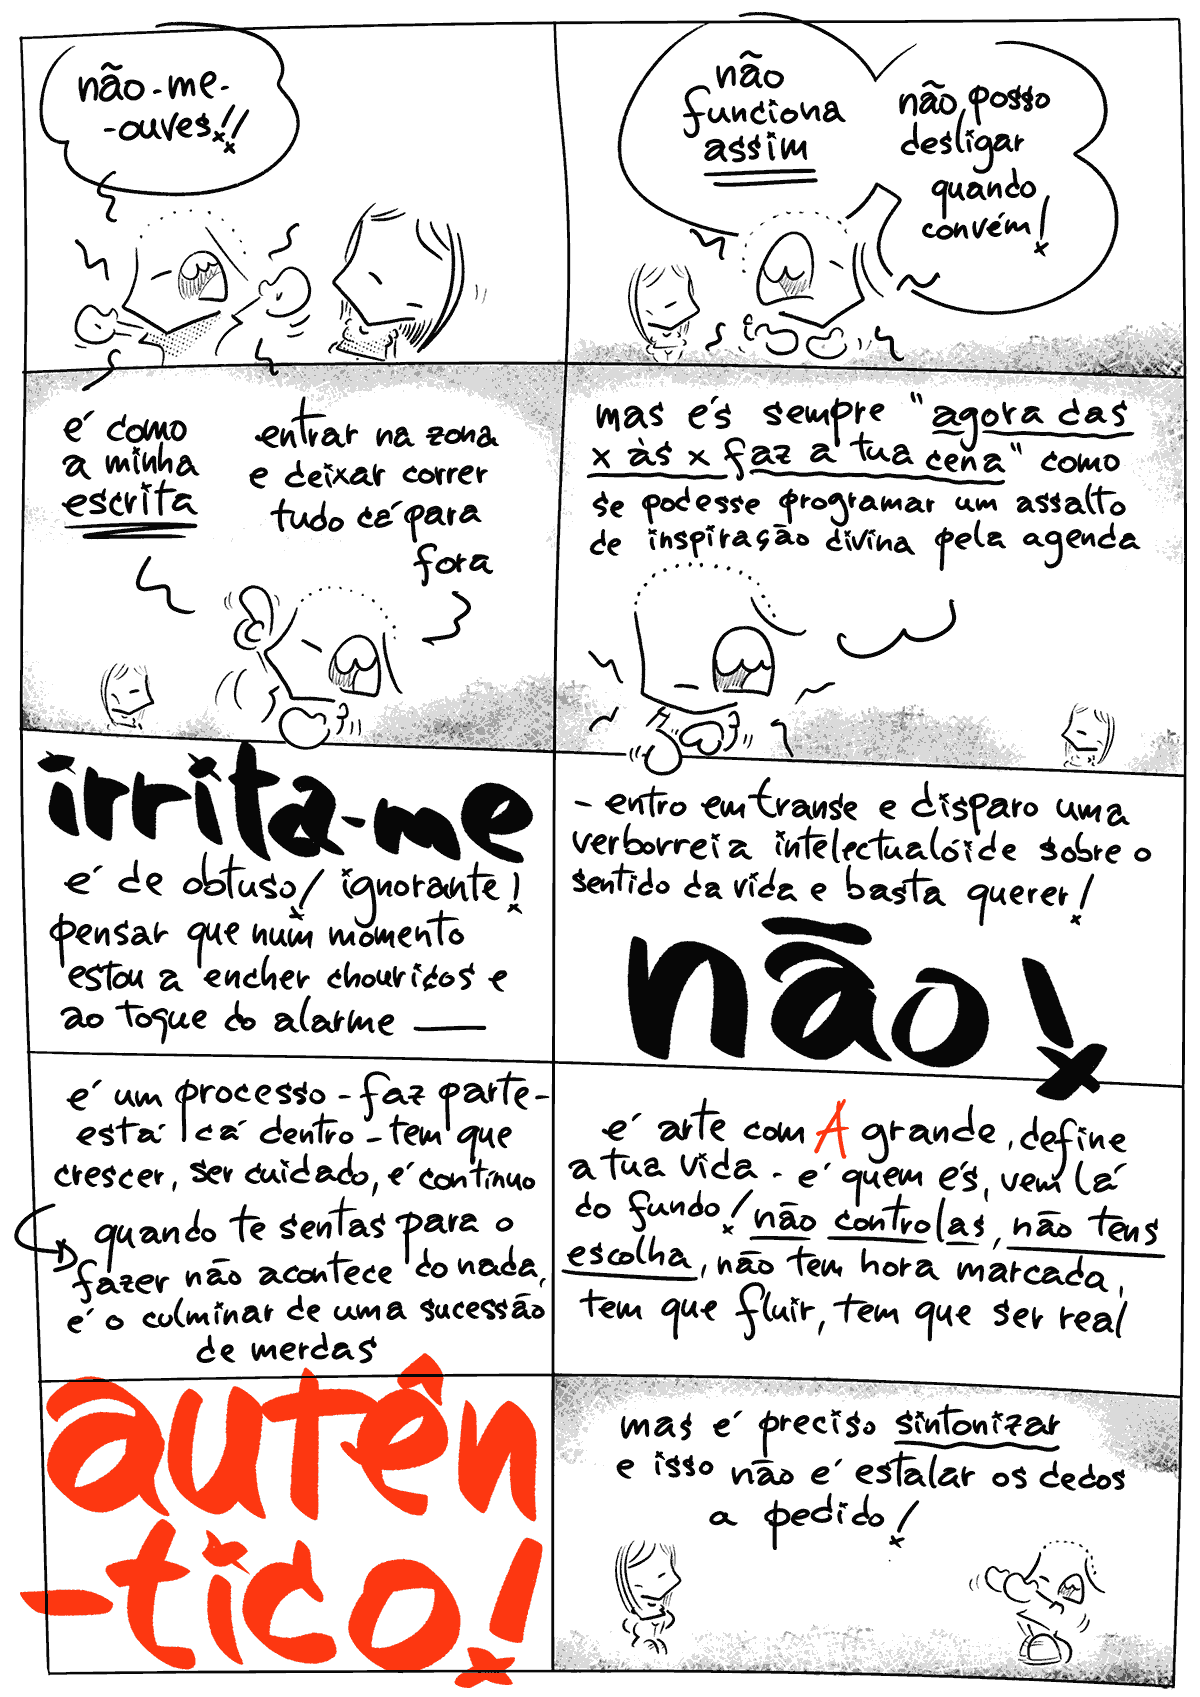 não-me-
-ouves!!
não
funciona
assim
não posso
desligar
quando
convém!
é como
a minha
escrita
entrar na zona
e deixar correr
tudo cá para
fora
mas és sempre "agora das
x às x faz a tua cena" como
se podesse programar um assalto
de inspiração divina pela agenda
irrita-me
é de obtuso! ignorante!
pensar que num momento
estou a encher chouriços e
ao toque do alarme —
- entro em transe e disparo uma
verborreia intelectualóide sobre o
sentido da vida e basta querer!
não!
é um processo - faz parte -
está cá dentro - tem que
crescer, ser cuidado, é contínuo
quando te sentas para o
fazer não acontece do nada,
é o culminar de uma sucessão
de merdas
é arte com A grande, define
a tua vida - é quem és, vem lá
do fundo! não controlas, não tens
escolha, não tem hora marcada,
tem que fluir, tem que ser real
autên
-tico!
mas é preciso sintonizar
e isso não é estalar os dedos
a pedido!